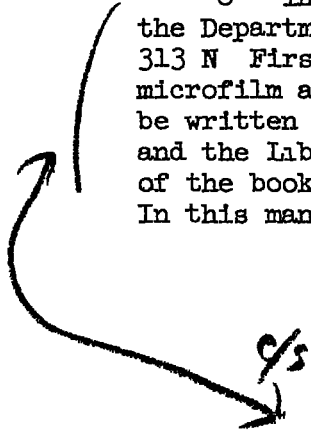 the Departm
313 N Firs
microfilm a
be written
and the Lib
of the book
In this man
c/s